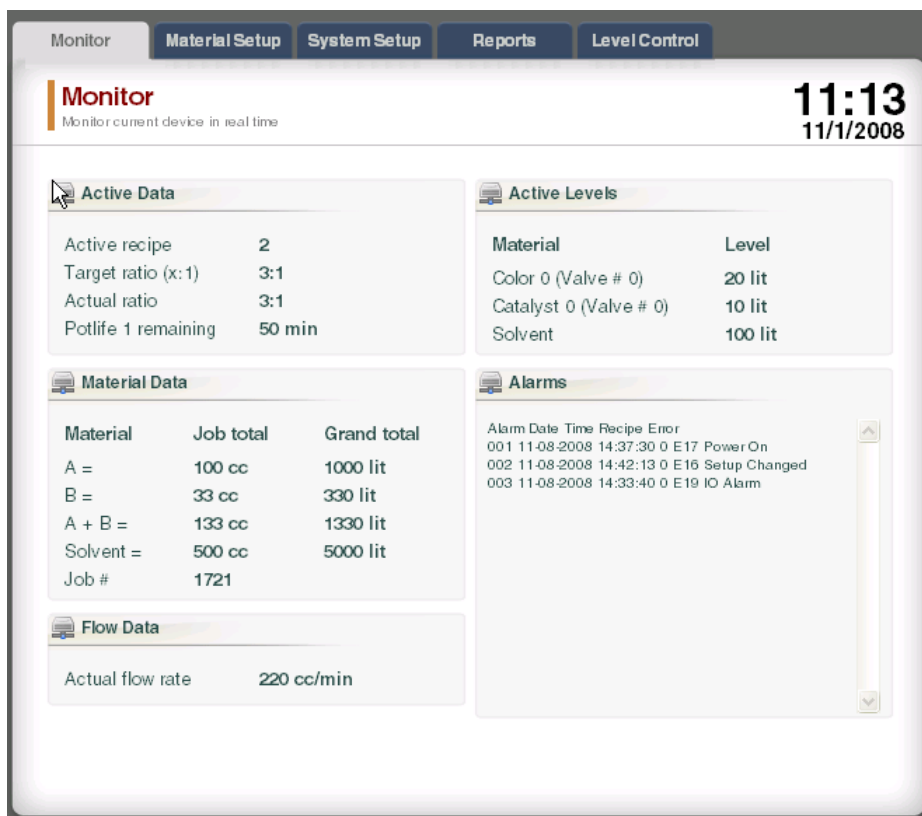 Monitor Material Setup System Setup Reports Level Control
Monitor
Monitor current device in real time
11:13
11/1/2008
Active Data
Active recipe 2
Target ratio (x:1) 3:1
Actual ratio 3:1
Potlife 1 remaining 50 min
Active Levels
Material Level
Color 0 (Valve # 0) 20 lit
Catalyst 0 (Valve # 0) 10 lit
Solvent 100 lit
Material Data
Material Job total Grand total
A = 100 cc 1000 lit
B = 33 cc 330 lit
A + B = 133 cc 1330 lit
Solvent = 500 cc 5000 lit
Job # 1721
Alarms
Alarm Date Time Recipe Error
001 11-08-2008 14:37:30 0 E17 Power On
002 11-08-2008 14:42:13 0 E16 Setup Changed
003 11-08-2008 14:33:40 0 E19 IO Alarm
Flow Data
Actual flow rate 220 cc/min